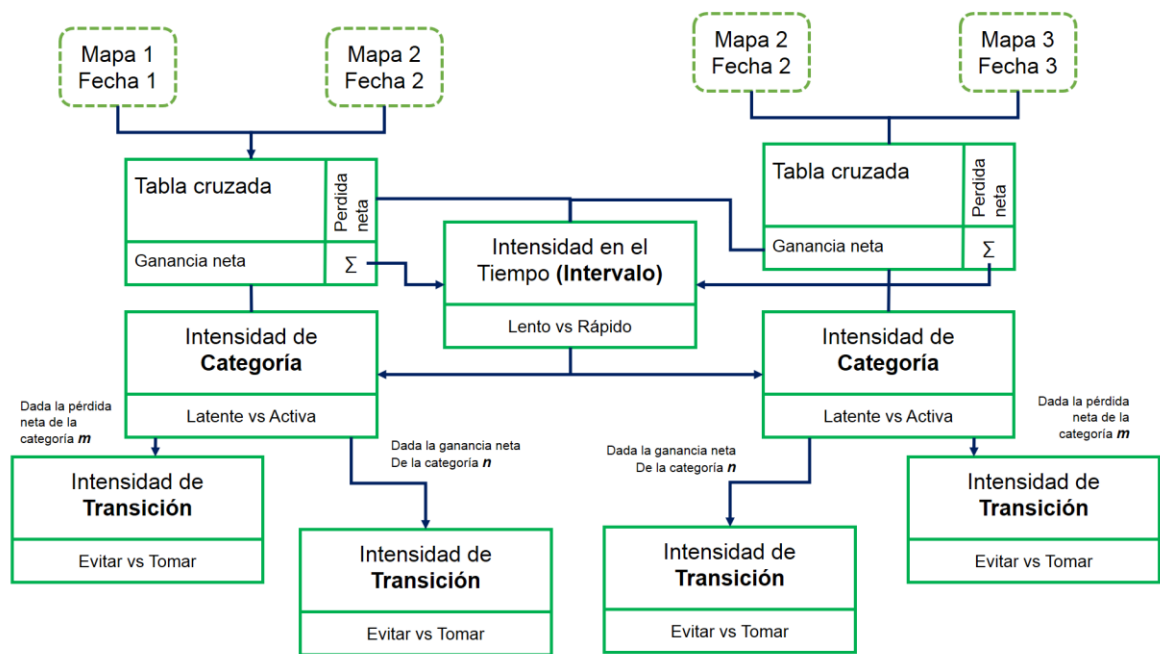 Mapa 1
Fecha 1
Mapa 2
Fecha 2
Mapa 2
Fecha 2
Mapa 3
Fecha 3
Tabla cruzada
Perdida
neta
Ganancia neta
Σ
Intensidad en el
Tiempo (Intervalo)
Lento vs Rápido
Tabla cruzada
Perdida
neta
Ganancia neta
Σ
Intensidad de
Categoría
Latente vs Activa
Intensidad de
Categoría
Latente vs Activa
Dada la pérdida
neta de la
categoría m
Dada la ganancia neta
De la categoría n
Dada la ganancia neta
De la categoría n
Dada la pérdida
neta de la
categoría m
Intensidad de
Transición
Evitar vs Tomar
Intensidad de
Transición
Evitar vs Tomar
Intensidad de
Transición
Evitar vs Tomar
Intensidad de
Transición
Evitar vs Tomar